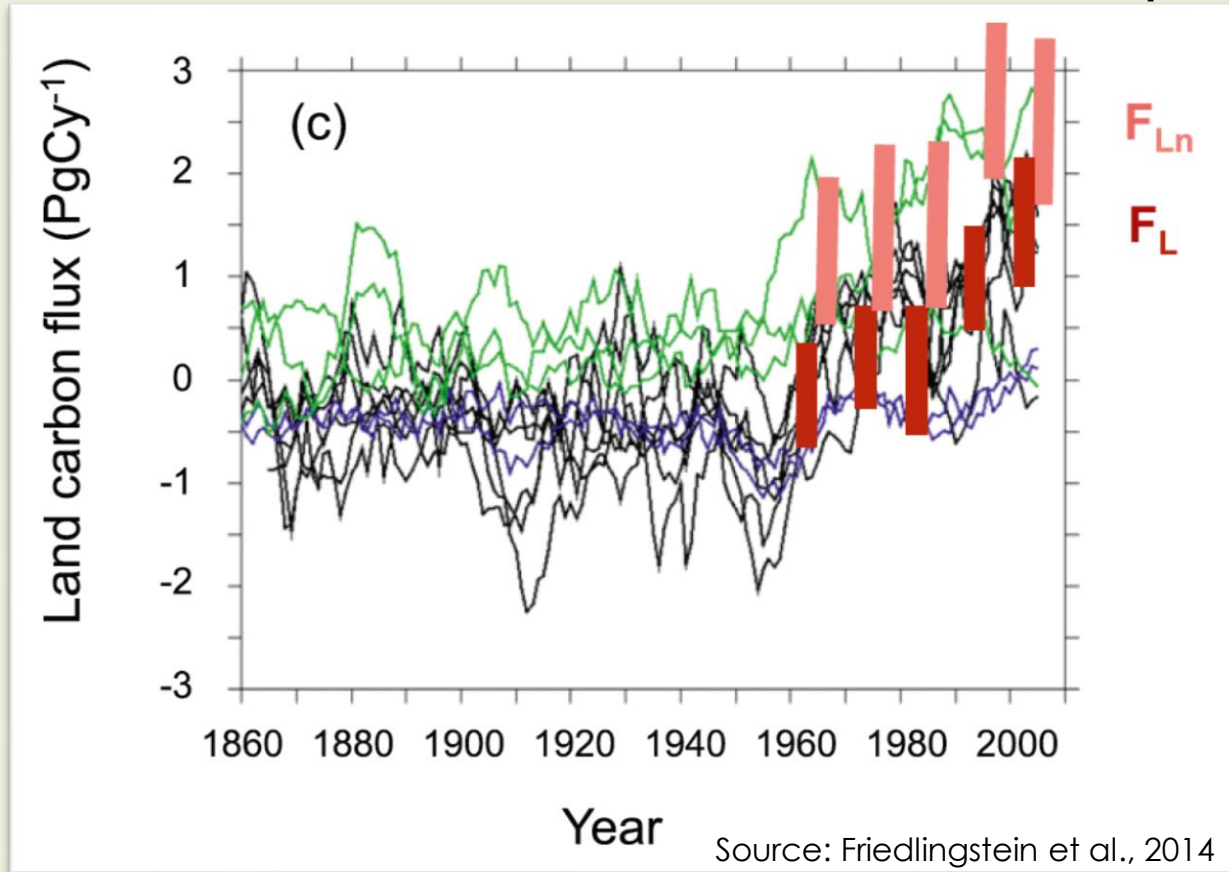 Land carbon flux (PgCy⁻¹)
(c)
3
2
1
0
-1
-2
-3
F_Ln
F_L
1860 1880 1900 1920 1940 1960 1980 2000
Year
Source: Friedlingstein et al., 2014